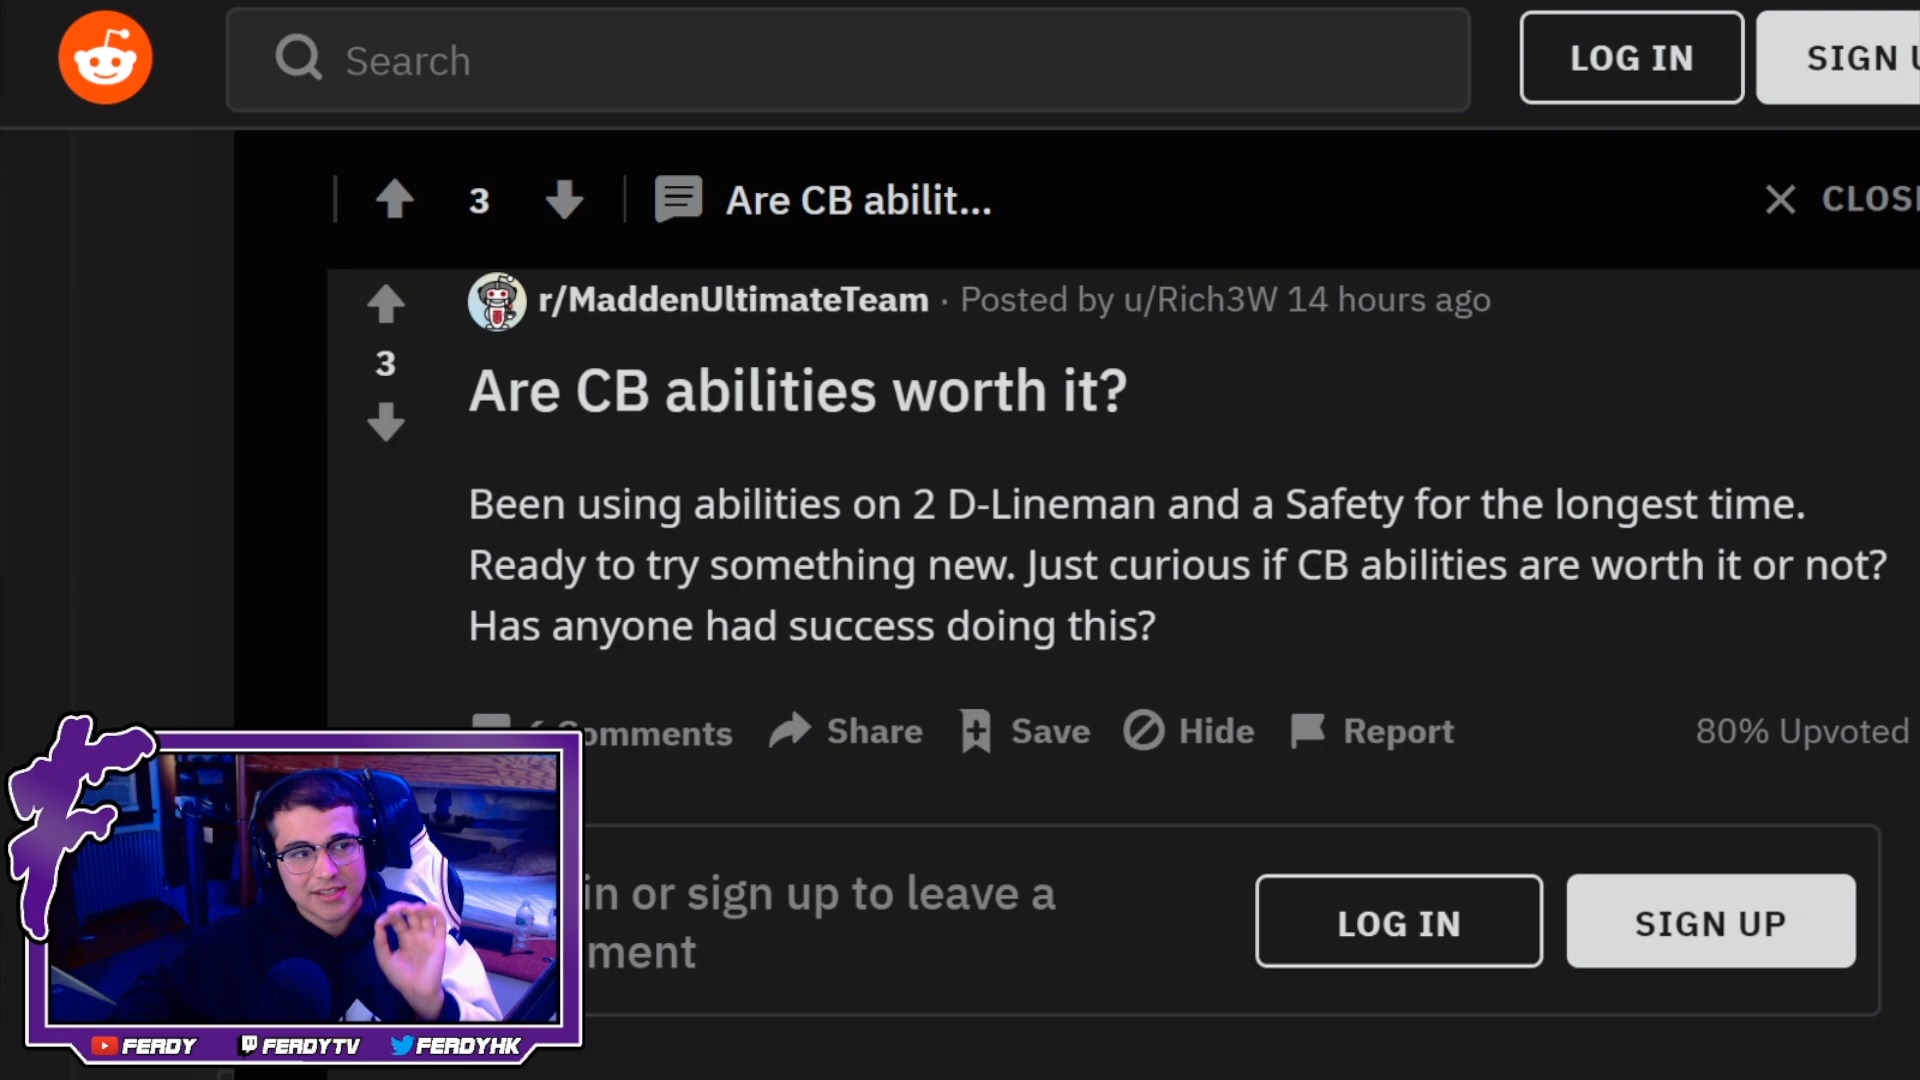 Search
LOG IN
SIGN U
3
Are CB abilit...
CLOSE
r/MaddenUltimateTeam · Posted by u/Rich3W 14 hours ago
3
Are CB abilities worth it?
Been using abilities on 2 D-Lineman and a Safety for the longest time.
Ready to try something new. Just curious if CB abilities are worth it or not?
Has anyone had success doing this?
6 Comments
Share
Save
Hide
Report
80% Upvoted
in or sign up to leave a
ment
LOG IN
SIGN UP
FERDY
FERDYTV
FERDYHK